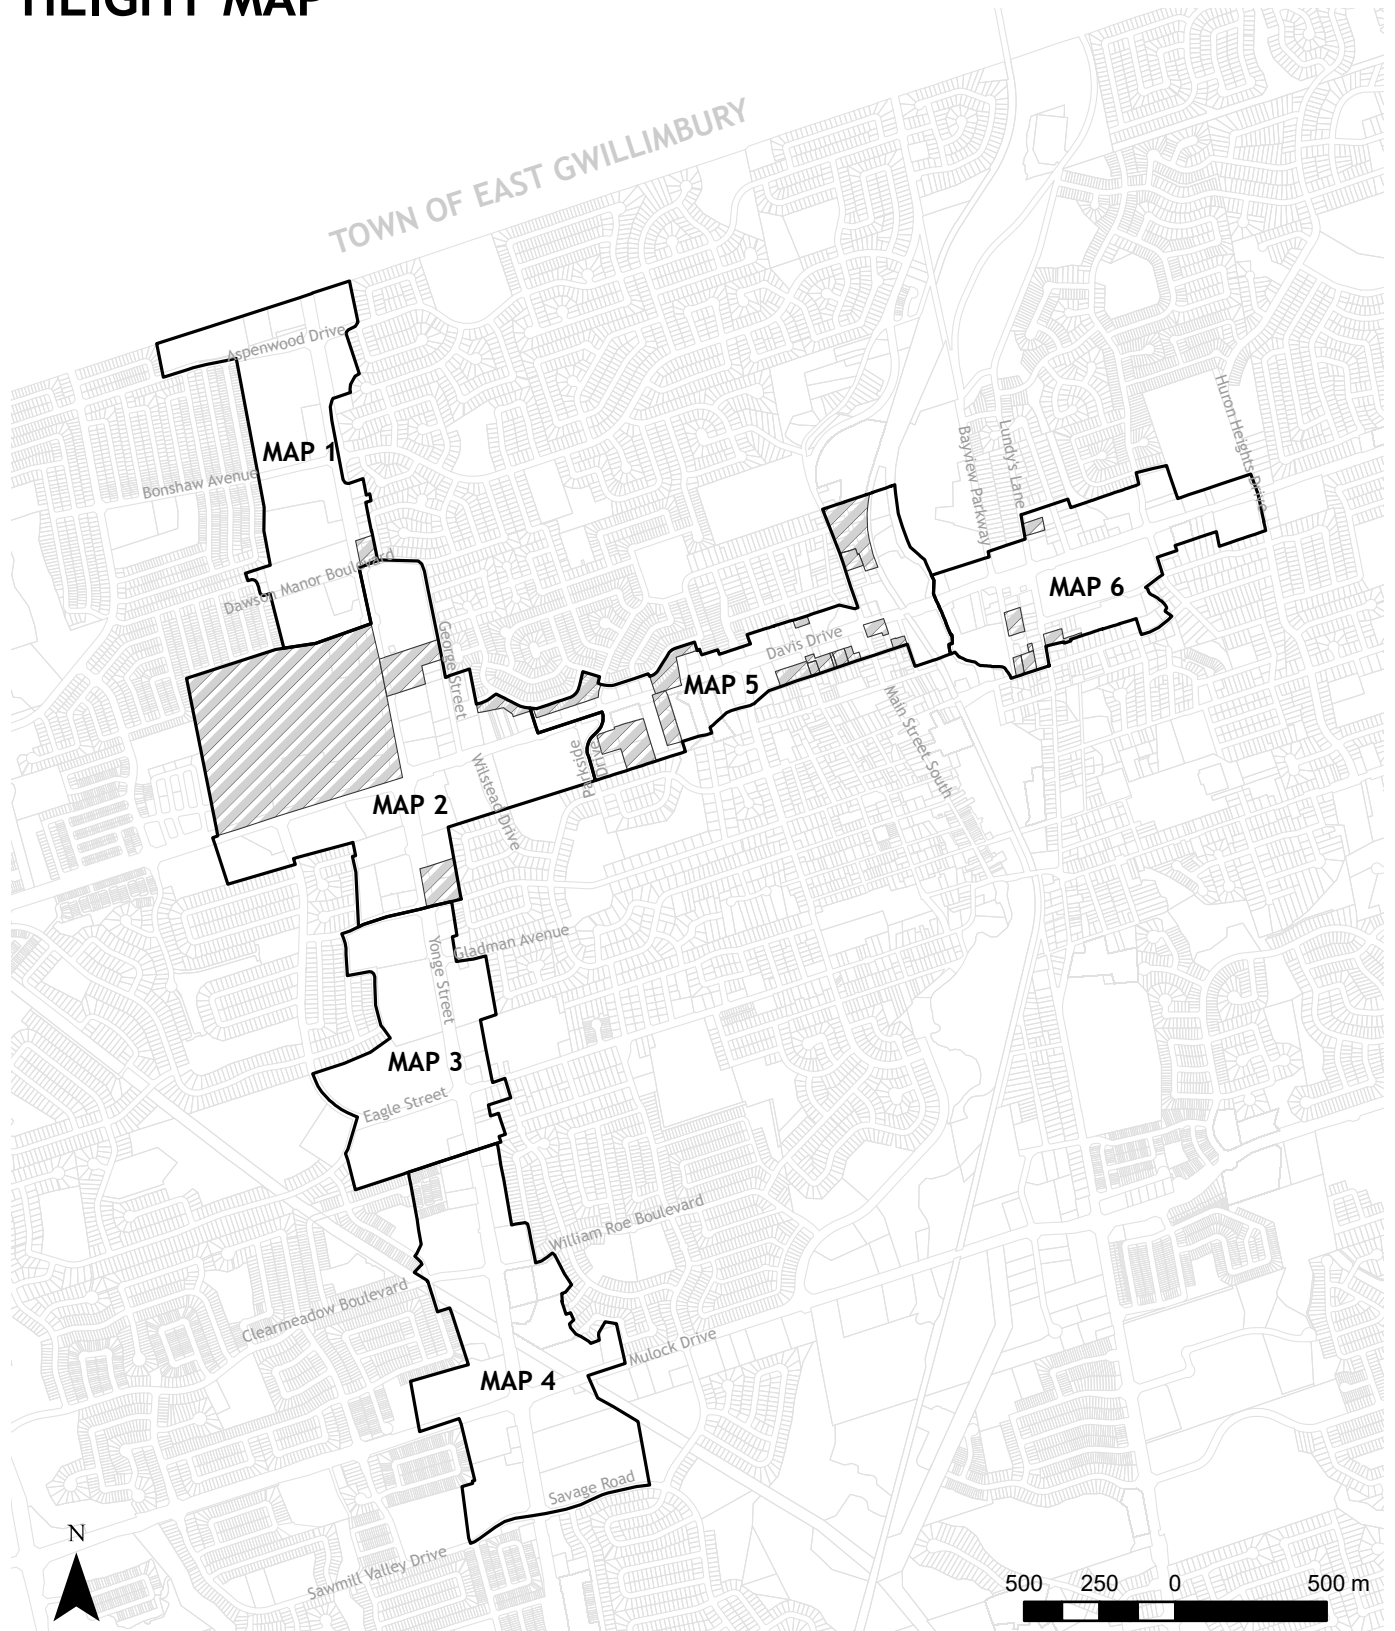 HEIGHT MAP
TOWN OF EAST GWILLIMBURY
Aspenwood Drive
MAP 1
Bonshaw Avenue
Dawson Manor Boulevard
George Street
Huron Heights Drive
Lundy's Lane
Bayview Parkway
MAP 6
Davis Drive
MAP 5
Main Street South
Parkside
Drive
Wilstead Drive
MAP 2
Gladman Avenue
Yonge Street
MAP 3
Eagle Street
William Roe Boulevard
Clearmeadow Boulevard
Mulock Drive
MAP 4
Savage Road
Sawmill Valley Drive
N
500 250 0 500 m